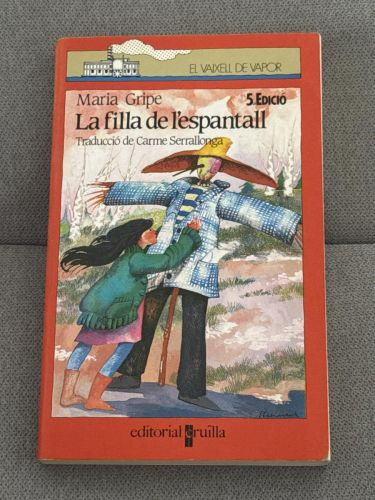 EL VAIXELL DE VAPOR
Maria Gripe
5. EDICIÓ
La filla de l'espantall
Traducció de Carme Serrallonga
editorial cruïlla